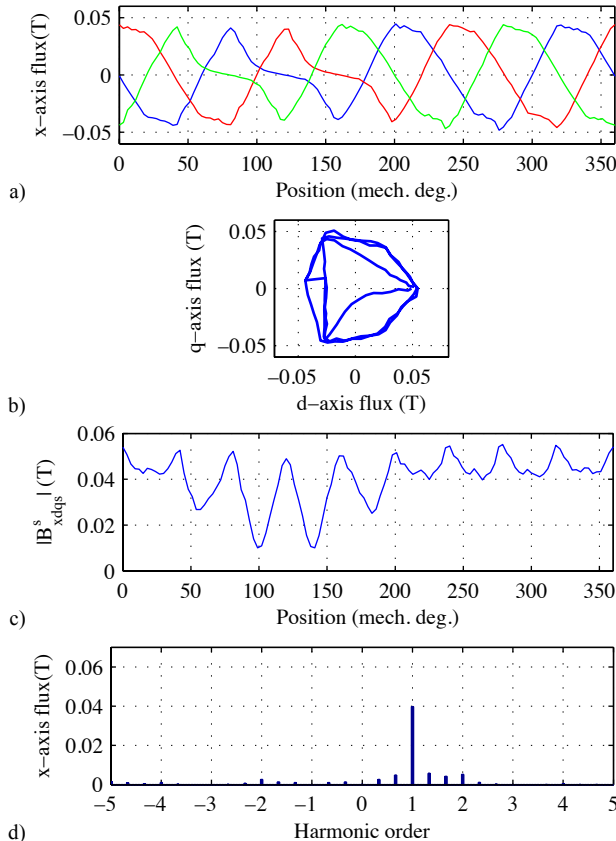 x−axis flux(T)
0.05
0
−0.05
0 50 100 150 200 250 300 350
Position (mech. deg.)
a)
q−axis flux (T)
0.05
0
−0.05
−0.05 0 0.05
d−axis flux (T)
b)
|B^s_xdqs| (T)
0.06
0.04
0.02
0
0 50 100 150 200 250 300 350
Position (mech. deg.)
c)
x−axis flux(T)
0.06
0.04
0.02
0
−5 −4 −3 −2 −1 0 1 2 3 4 5
Harmonic order
d)